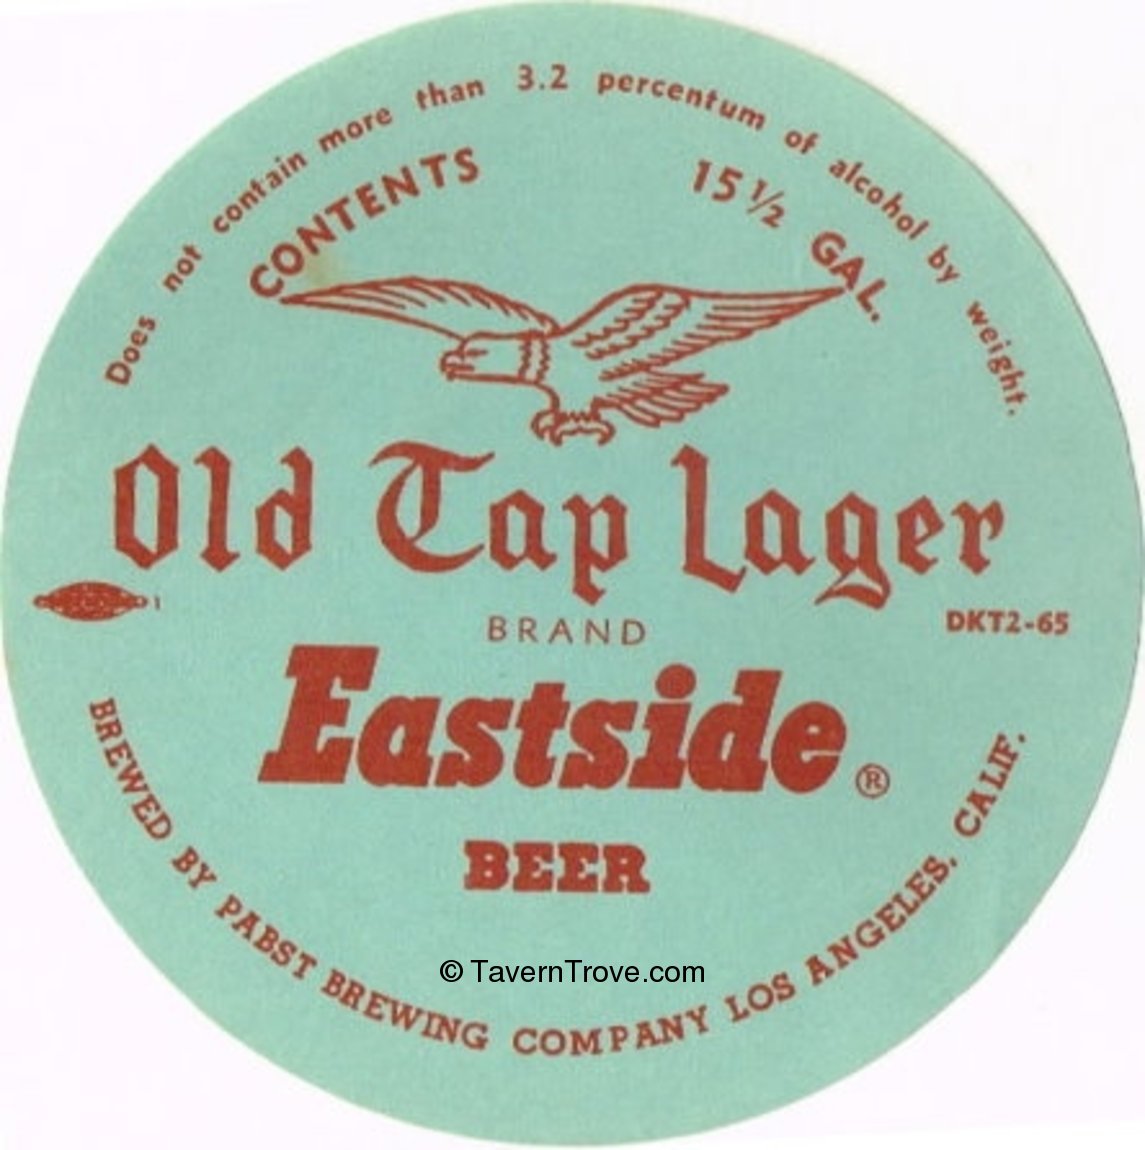 Does not contain more than 3.2 percentum of alcohol by weight.
CONTENTS 15 ½ GAL.
Old Tap Lager
1
DKT2-65
BRAND
Eastside ®
BEER
© TavernTrove.com
BREWED BY PABST BREWING COMPANY LOS ANGELES, CALIF.